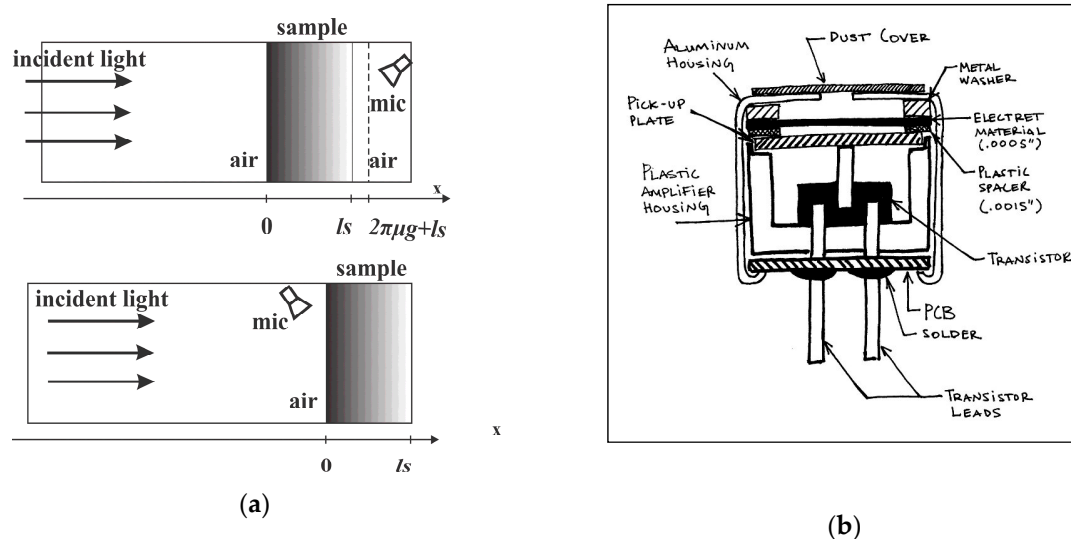 sample
incident light
mic
air
air
x
0
ls
2πμg+ls
sample
incident light
mic
air
x
0
ls
(a)
DUST COVER
ALUMINUM
HOUSING
METAL
WASHER
PICK-UP
PLATE
ELECTRET
MATERIAL
(.0005")
PLASTIC
SPACER
(.0015")
PLASTIC
AMPLIFIER
HOUSING
TRANSISTOR
PCB
SOLDER
TRANSISTOR
LEADS
(b)